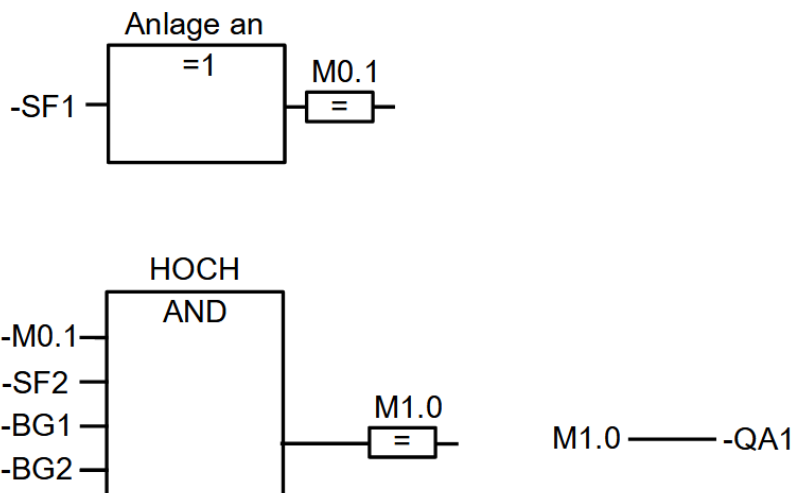 Anlage an
=1
-SF1
M0.1
=
HOCH
AND
-M0.1
-SF2
-BG1
-BG2
M1.0
=
M1.0
-QA1